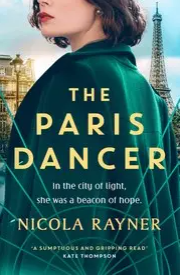 THE
PARIS
DANCER
In the city of light,
she was a beacon of hope.
NICOLA RAYNER
'A SUMPTUOUS AND GRIPPING READ'
KATE THOMPSON